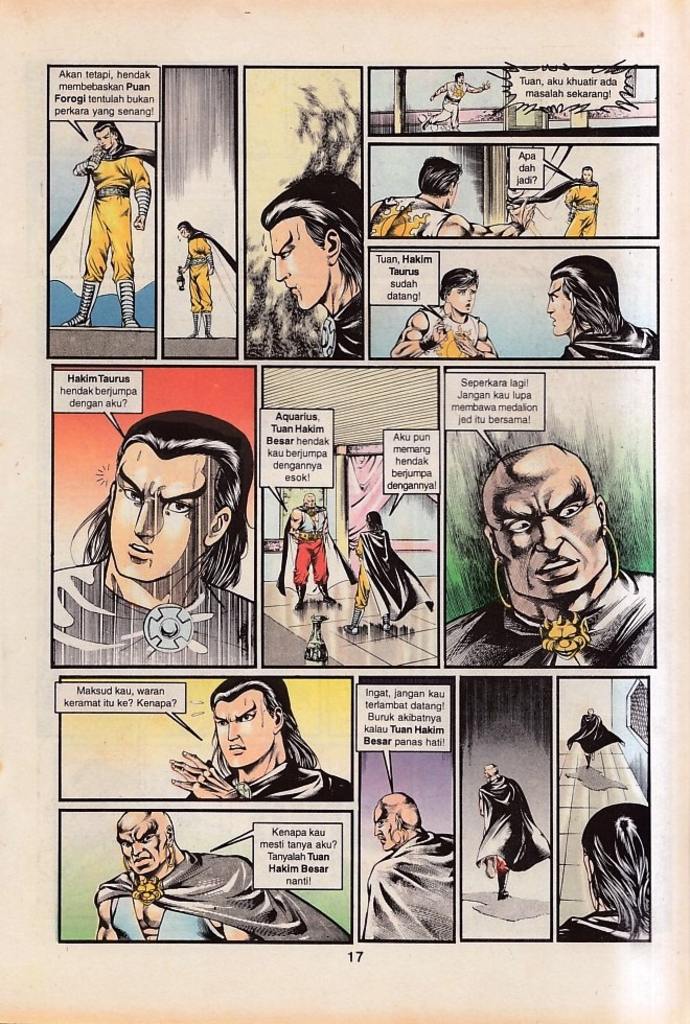 Akan tetapi, hendak
membebaskan Puan
Forogi tentulah bukan
perkara yang senang!
Tuan, aku khuatir ada
masalah sekarang!
Apa
dah
jadi?
Tuan, Hakim
Taurus
sudah
datang!
Hakim Taurus
hendak berjumpa
dengan aku?
Aquarius,
Tuan Hakim
Besar hendak
kau berjumpa
dengannya
esok!
Aku pun
memang
hendak
berjumpa
dengannya!
Seperkara lagi!
Jangan kau lupa
membawa medalion
jed itu bersama!
Maksud kau, waran
keramat itu ke? Kenapa?
Kenapa kau
mesti tanya aku?
Tanyalah Tuan
Hakim Besar
nanti!
Ingat, jangan kau
terlambat datang!
Buruk akibatnya
kalau Tuan Hakim
Besar panas hati!
17